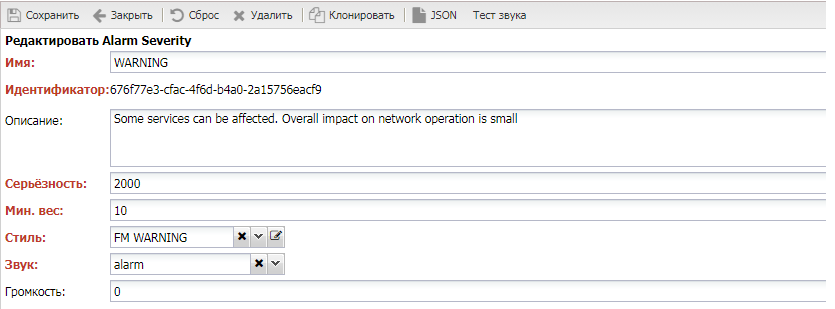 Сохранить Закрыть Сброс Удалить Клонировать JSON Тест звука
Редактировать Alarm Severity
Имя: WARNING
Идентификатор: 676f77e3-cfac-4f6d-b4a0-2a15756eacf9
Описание: Some services can be affected. Overall impact on network operation is small
Серьёзность: 2000
Мин. вес: 10
Стиль: FM WARNING
Звук: alarm
Громкость: 0